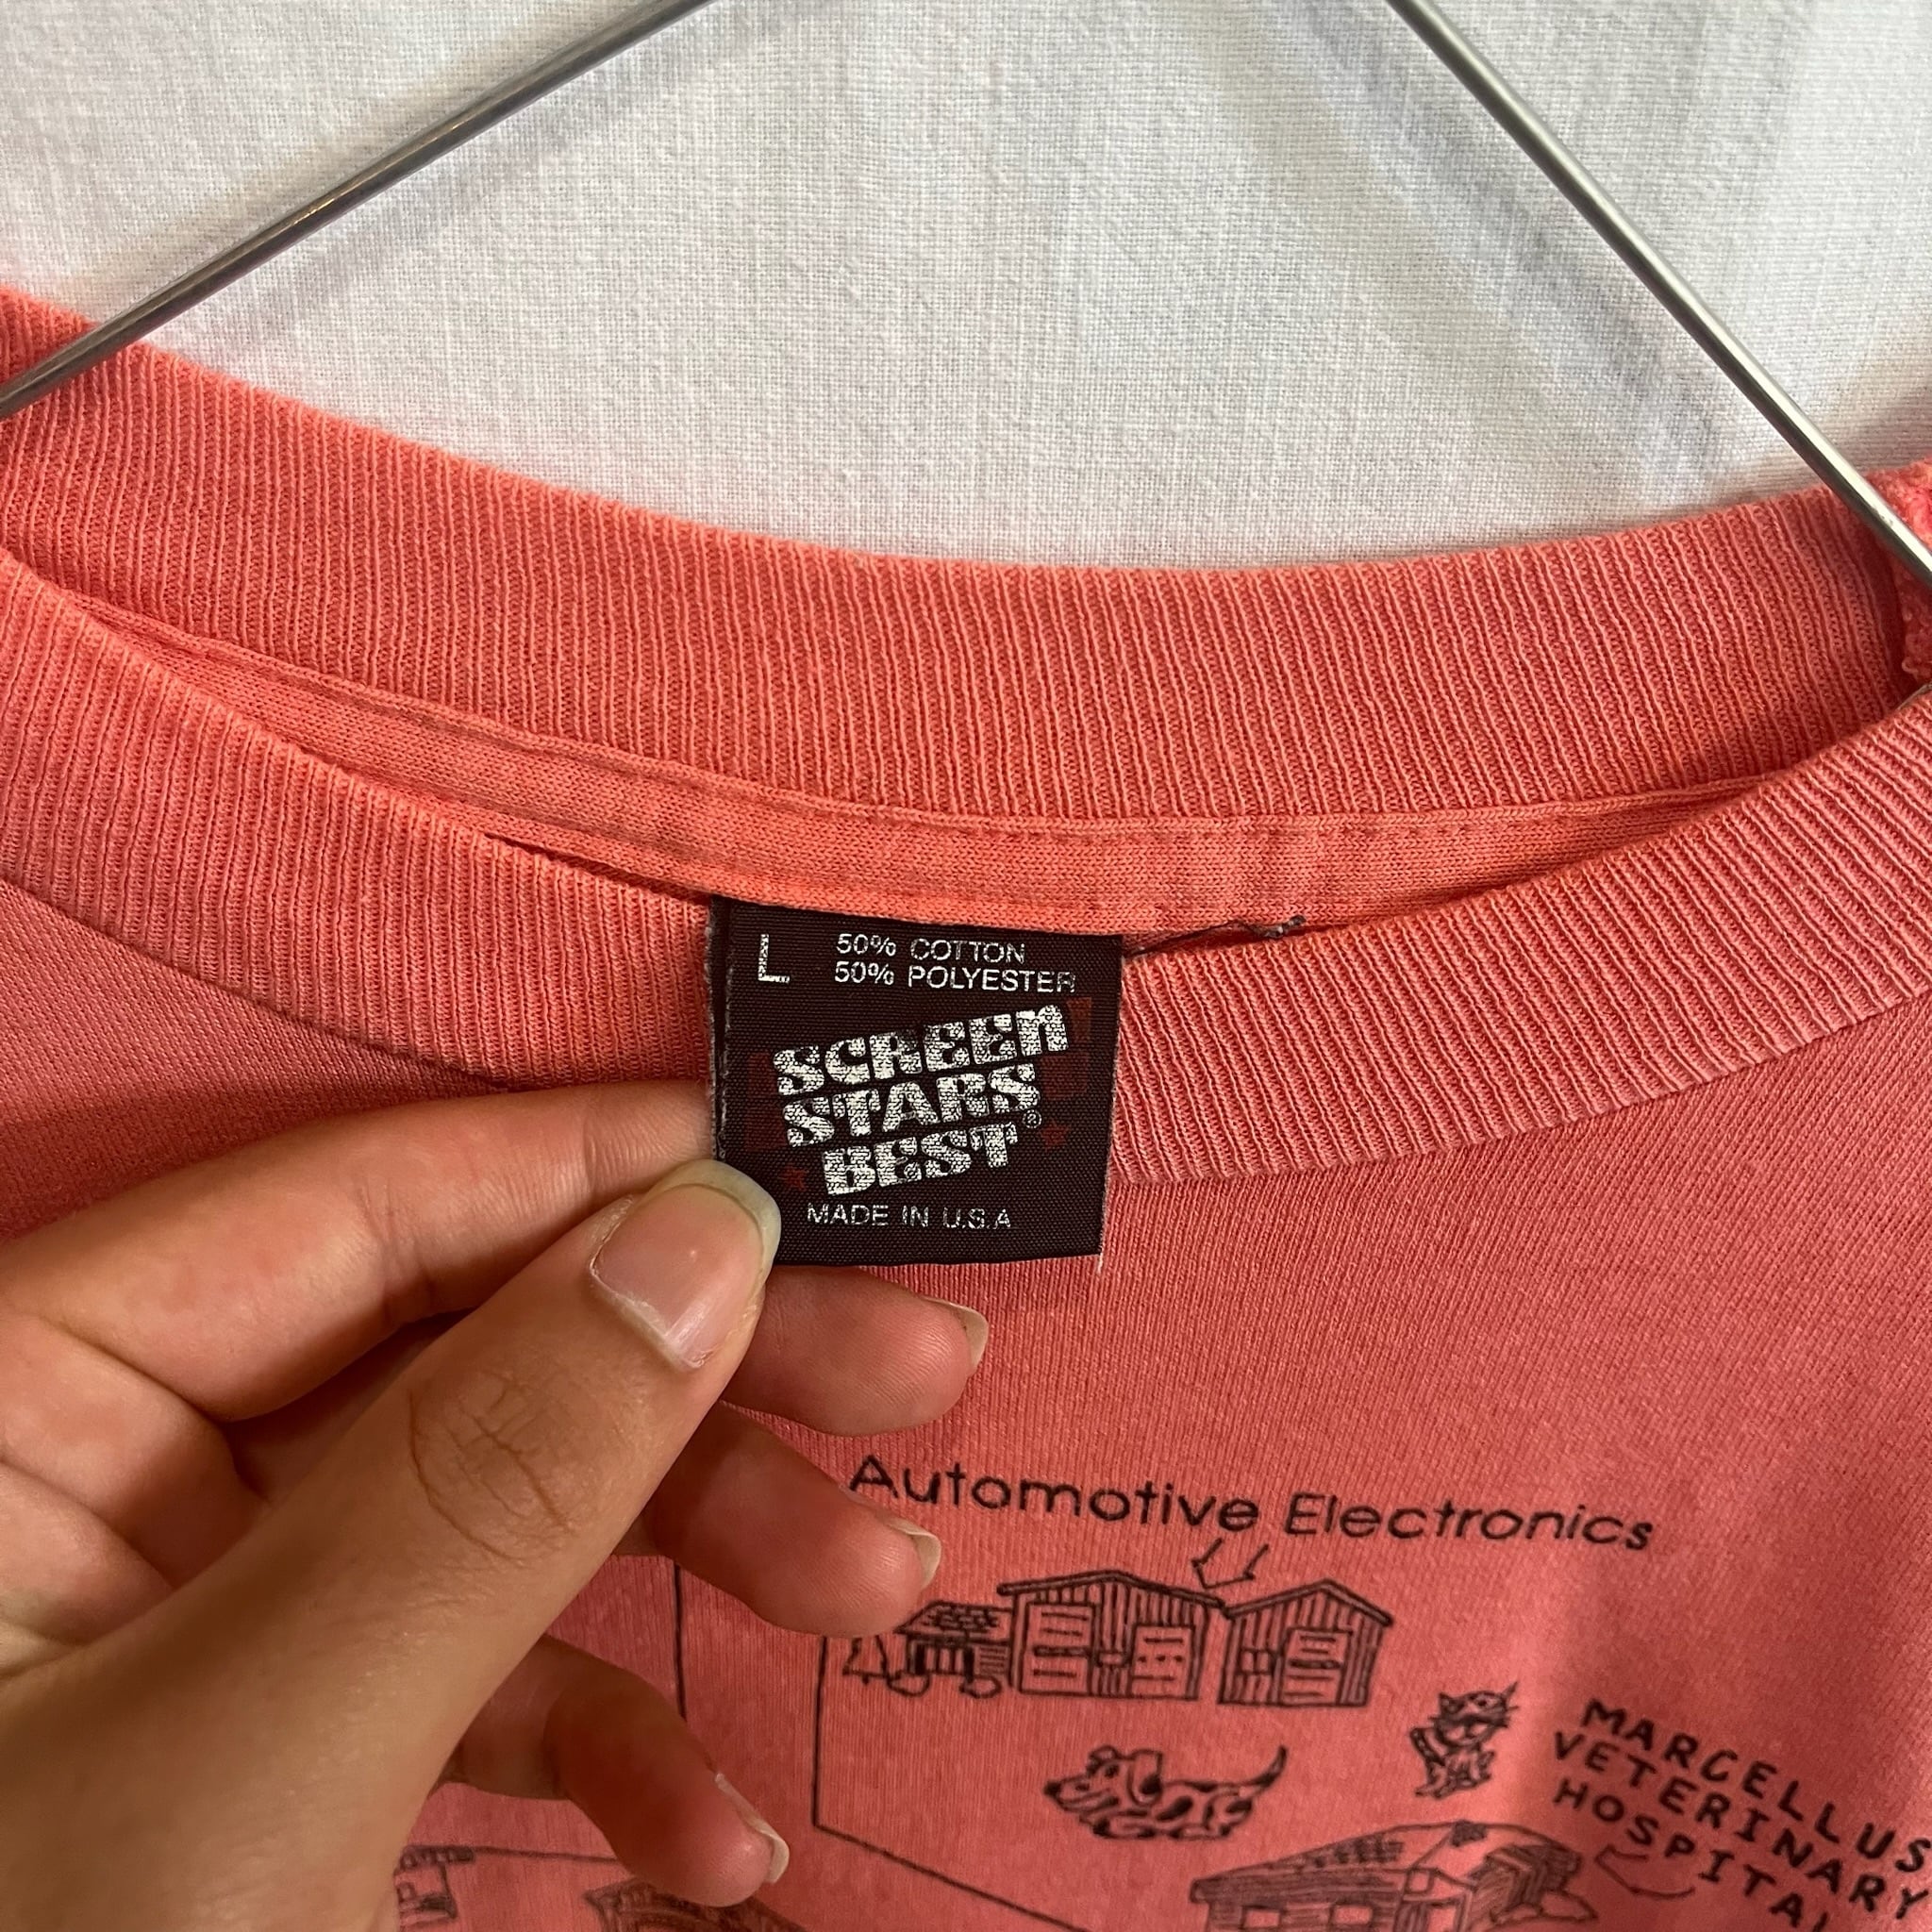 L
50% COTTON
50% POLYESTER
SCREEN
STARS
BEST®
MADE IN U.S.A
Automotive Electronics
MARCELLUS
VETERINARY
HOSPITAL